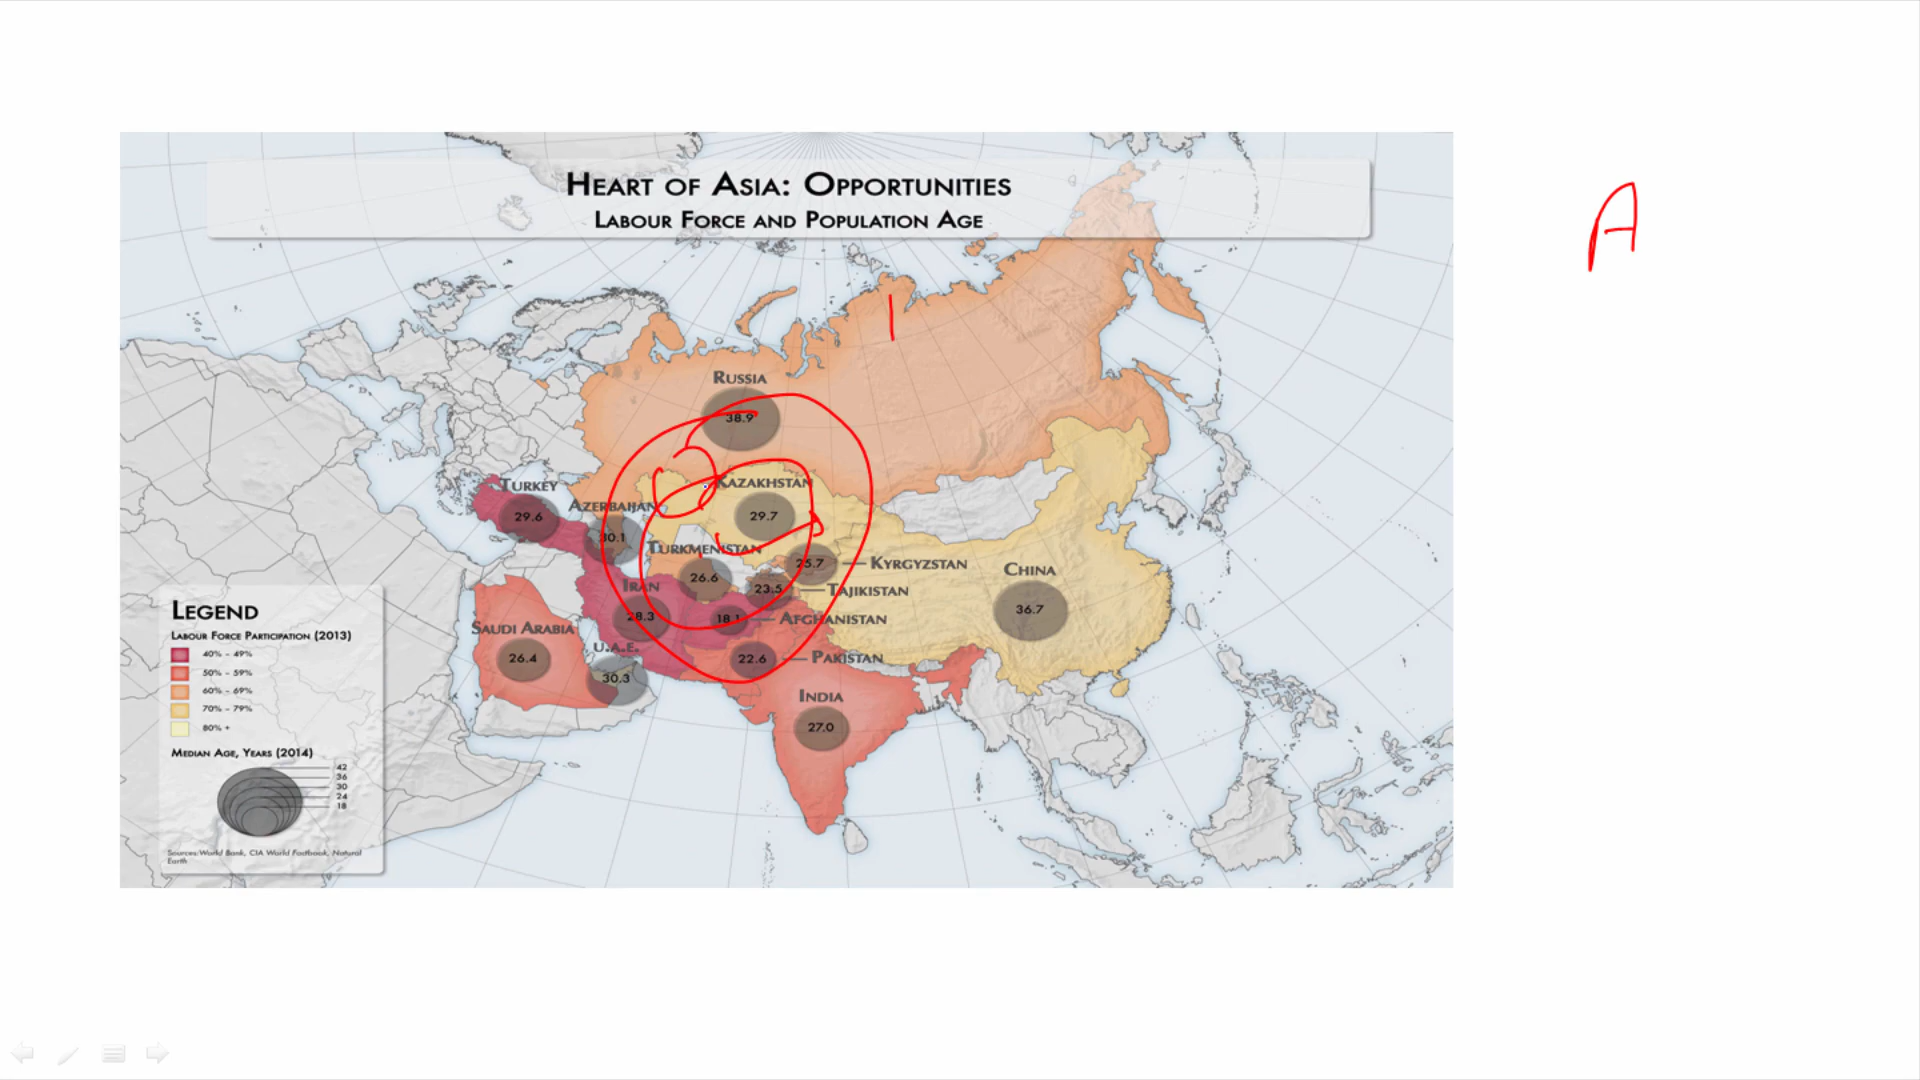 HEART OF ASIA: OPPORTUNITIES
LABOUR FORCE AND POPULATION AGE
A
RUSSIA
38.9
KAZAKHSTAN
29.7
TURKEY
29.6
AZERBAIJAN
30.1
TURKMENISTAN
26.6
25.7
KYRGYZSTAN
23.5
TAJIKISTAN
IRAN
28.3
18.1
AFGHANISTAN
CHINA
36.7
SAUDI ARABIA
26.4
U.A.E.
30.3
22.6
PAKISTAN
INDIA
27.0
LEGEND
LABOUR FORCE PARTICIPATION (2013)
40% - 49%
50% - 59%
60% - 69%
70% - 79%
80% +
MEDIAN AGE, YEARS (2014)
42
36
30
24
18
Sources:World Bank, CIA World Factbook, Natural
Earth